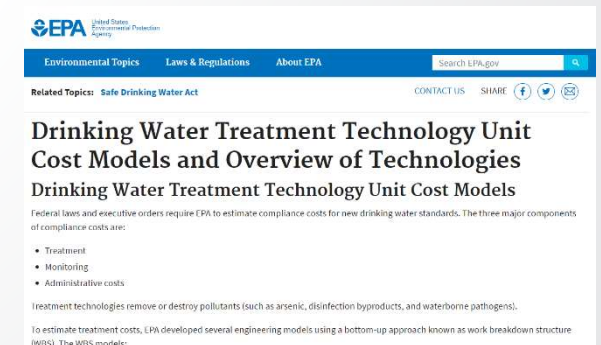 EPA United States
Environmental Protection
Agency
Environmental Topics Laws & Regulations About EPA Search EPA.gov
Related Topics: Safe Drinking Water Act CONTACT US SHARE
Drinking Water Treatment Technology Unit
Cost Models and Overview of Technologies
Drinking Water Treatment Technology Unit Cost Models
Federal laws and executive orders require EPA to estimate compliance costs for new drinking water standards. The three major components
of compliance costs are:
• Treatment
• Monitoring
• Administrative costs
Treatment technologies remove or destroy pollutants (such as arsenic, disinfection byproducts, and waterborne pathogens).
To estimate treatment costs, EPA developed several engineering models using a bottom-up approach known as work breakdown structure
(WBS). The WBS models: